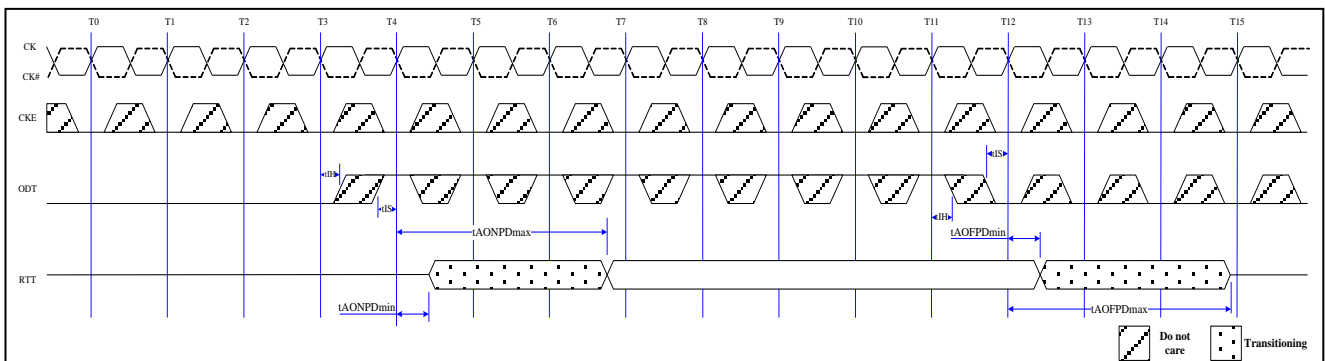 T0 T1 T2 T3 T4 T5 T6 T7 T8 T9 T10 T11 T12 T13 T14 T15
CK
CK#
CKE
tIS
tIH
ODT
tIS
tIH
tAONPDmax
tAOFPDmin
RTT
tAONPDmin
tAOFPDmax
Do not
care
Transitioning